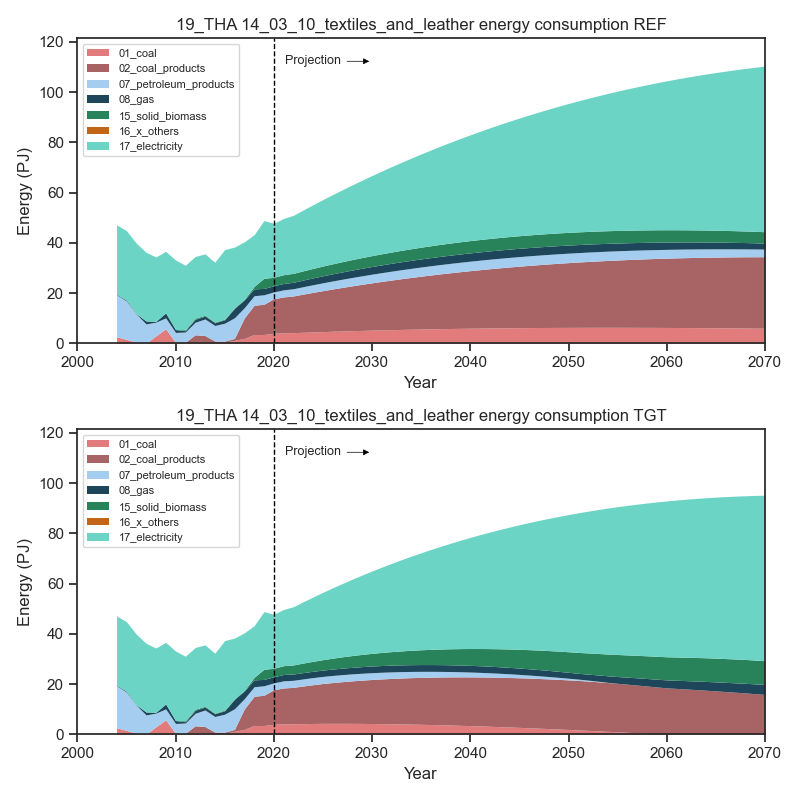 19_THA 14_03_10_textiles_and_leather energy consumption REF
120
100
80
60
40
20
0
Energy (PJ)
01_coal
02_coal_products
07_petroleum_products
08_gas
15_solid_biomass
16_x_others
17_electricity
Projection
2000 2010 2020 2030 2040 2050 2060 2070
Year
19_THA 14_03_10_textiles_and_leather energy consumption TGT
120
100
80
60
40
20
0
Energy (PJ)
01_coal
02_coal_products
07_petroleum_products
08_gas
15_solid_biomass
16_x_others
17_electricity
Projection
2000 2010 2020 2030 2040 2050 2060 2070
Year